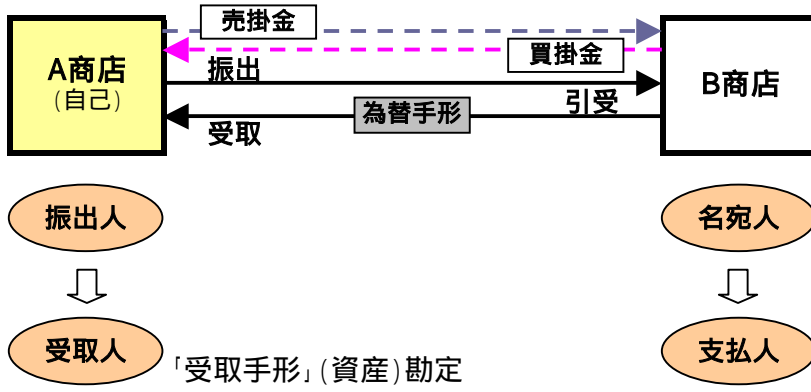 売掛金
買掛金
A商店
(自己)
振出
B商店
引受
為替手形
受取
振出人
名宛人
受取人
支払人
「受取手形」(資産)勘定